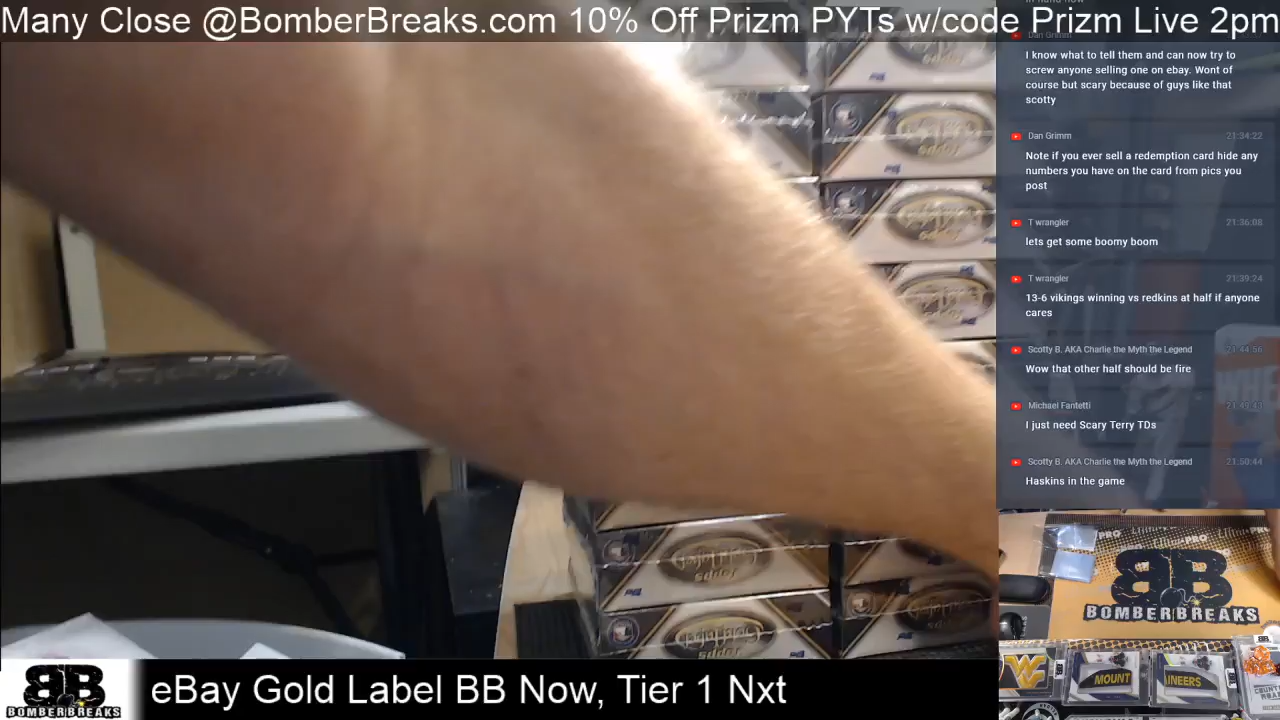 Many Close @BomberBreaks.com 10% Off Prizm PYTs w/code Prizm Live 2pm
Dan Grimm
I know what to tell them and can now try to
screw anyone selling one on ebay. Wont of
course but scary because of guys like that
scotty
Dan Grimm 21:34:22
Note if you ever sell a redemption card hide any
numbers you have on the card from pics you
post
T wrangler 21:36:08
lets get some boomy boom
T wrangler 21:39:24
13-6 vikings winning vs redkins at half if anyone
cares
Scotty B. AKA Charlie the Myth the Legend 21:44:56
Wow that other half should be fire
Michael Fantetti
I just need Scary Terry TDs
Scotty B. AKA Charlie the Myth the Legend 21:50:44
Haskins in the game
BB
BOMBERBREAKS
WV
MOUNT
AINEERS
BB
BOMBERBREAKS
eBay Gold Label BB Now, Tier 1 Nxt